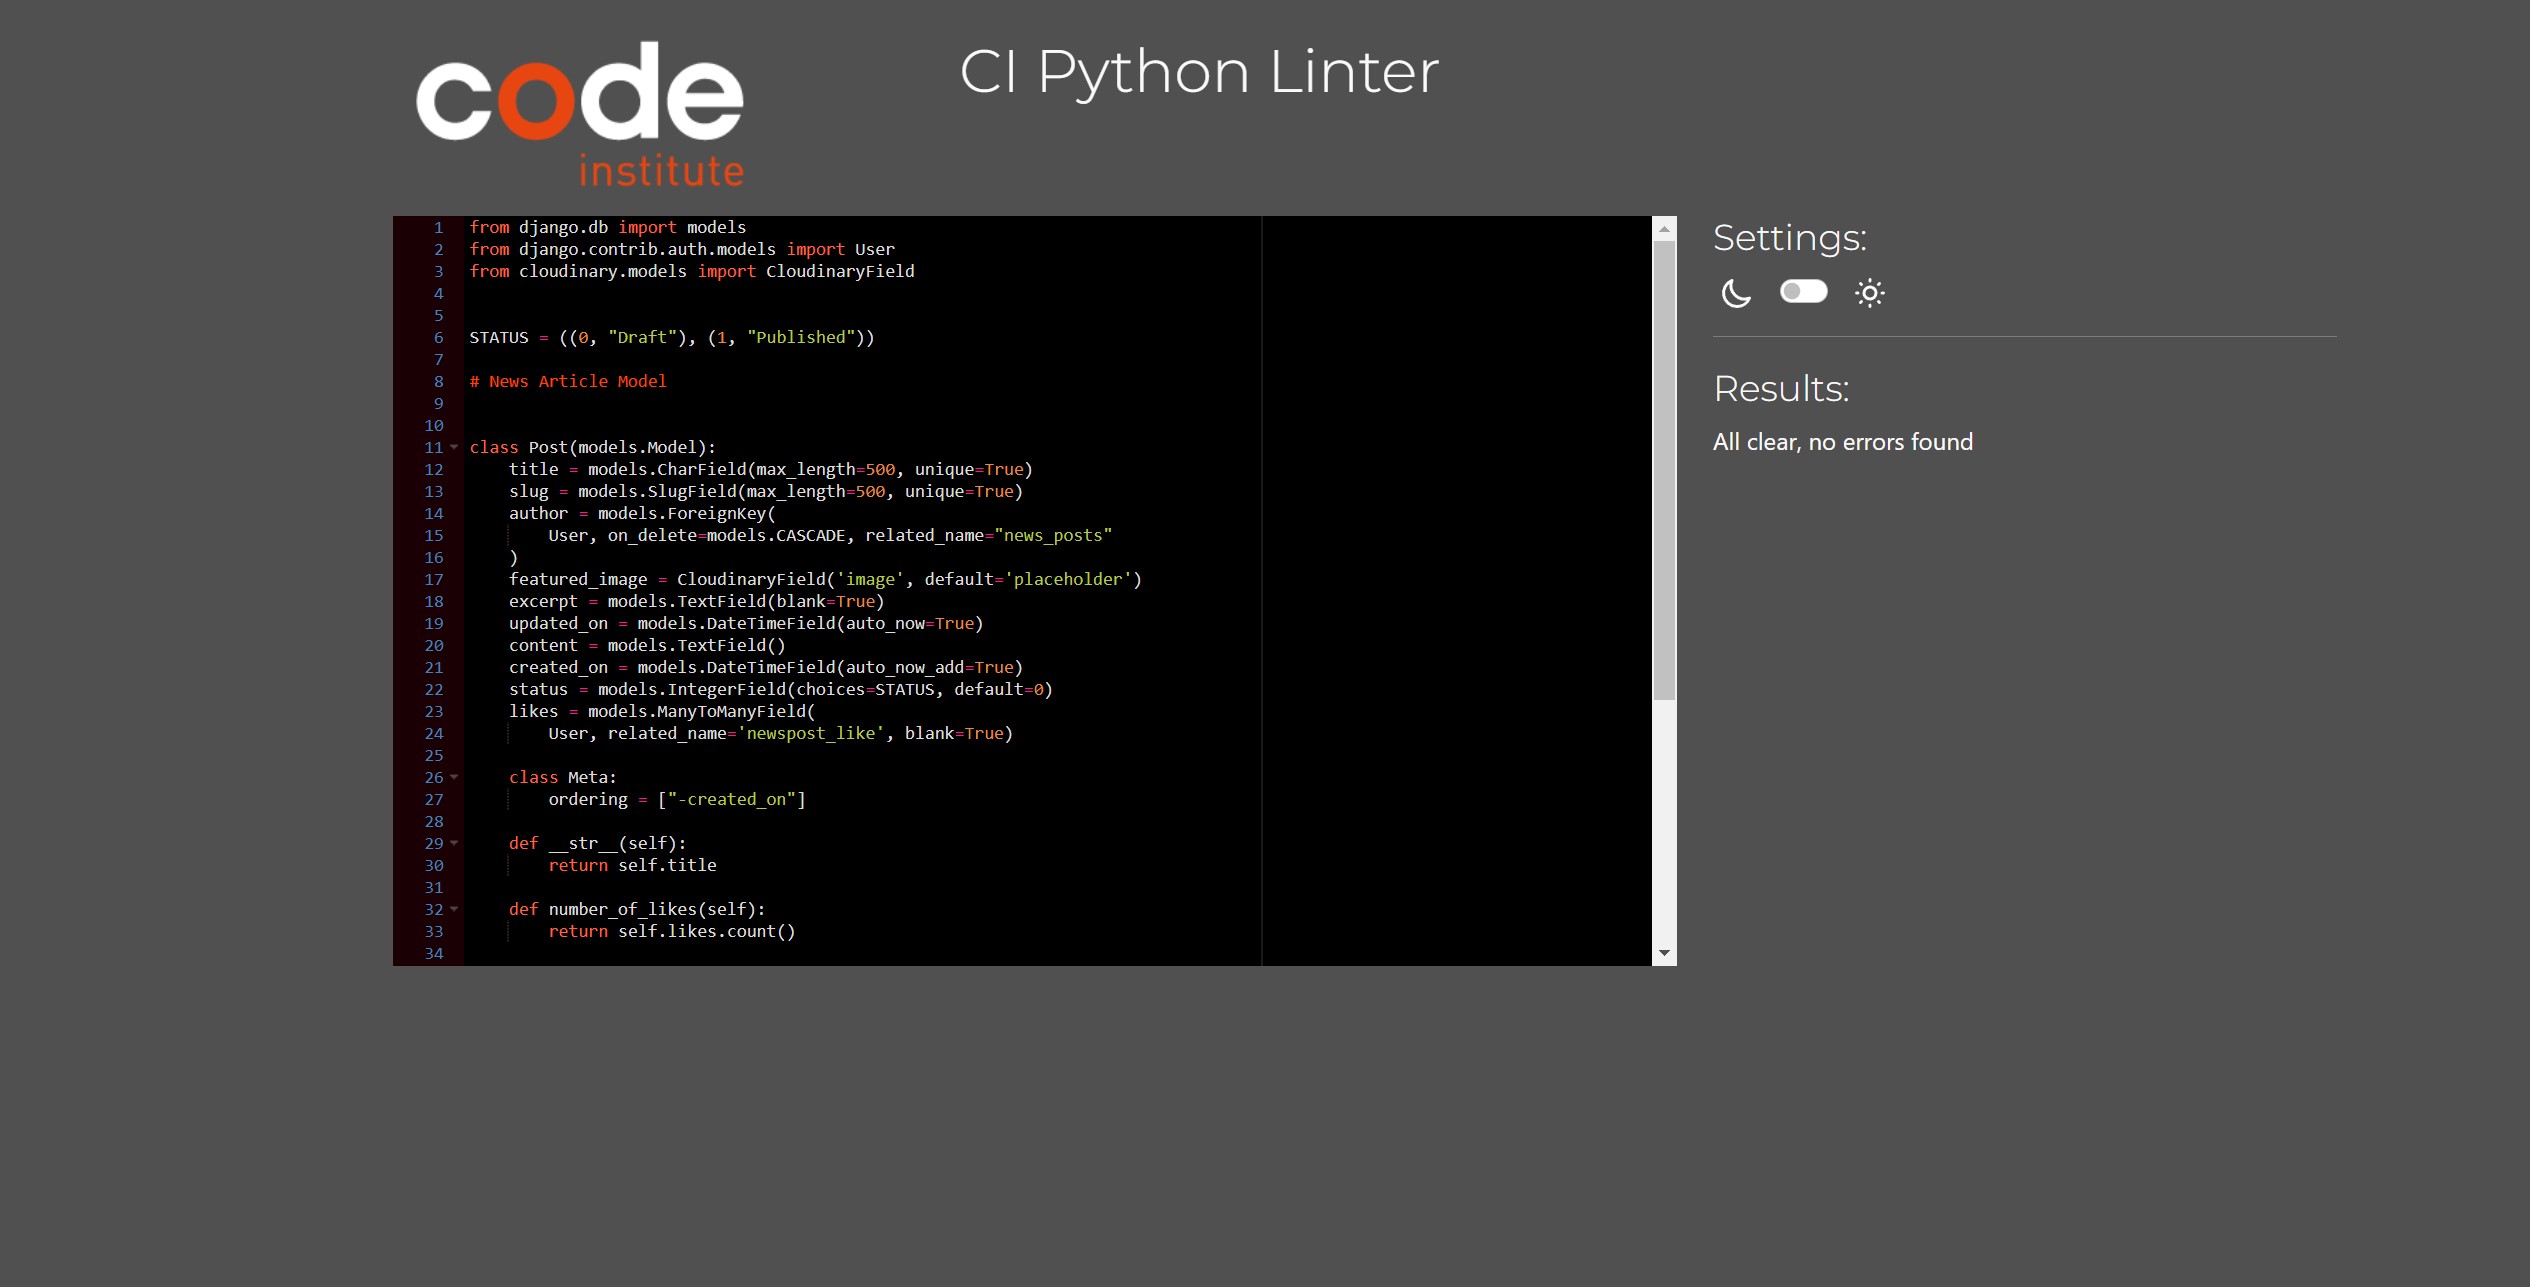 code
institute
CI Python Linter
1 from django.db import models
2 from django.contrib.auth.models import User
3 from cloudinary.models import CloudinaryField
4
5
6 STATUS = ((0, "Draft"), (1, "Published"))
7
8 # News Article Model
9
10
11 class Post(models.Model):
12     title = models.CharField(max_length=500, unique=True)
13     slug = models.SlugField(max_length=500, unique=True)
14     author = models.ForeignKey(
15         User, on_delete=models.CASCADE, related_name="news_posts"
16     )
17     featured_image = CloudinaryField('image', default='placeholder')
18     excerpt = models.TextField(blank=True)
19     updated_on = models.DateTimeField(auto_now=True)
20     content = models.TextField()
21     created_on = models.DateTimeField(auto_now_add=True)
22     status = models.IntegerField(choices=STATUS, default=0)
23     likes = models.ManyToManyField(
24         User, related_name='newspost_like', blank=True)
25
26     class Meta:
27         ordering = ["-created_on"]
28
29     def __str__(self):
30         return self.title
31
32     def number_of_likes(self):
33         return self.likes.count()
34
Settings:
Results:
All clear, no errors found